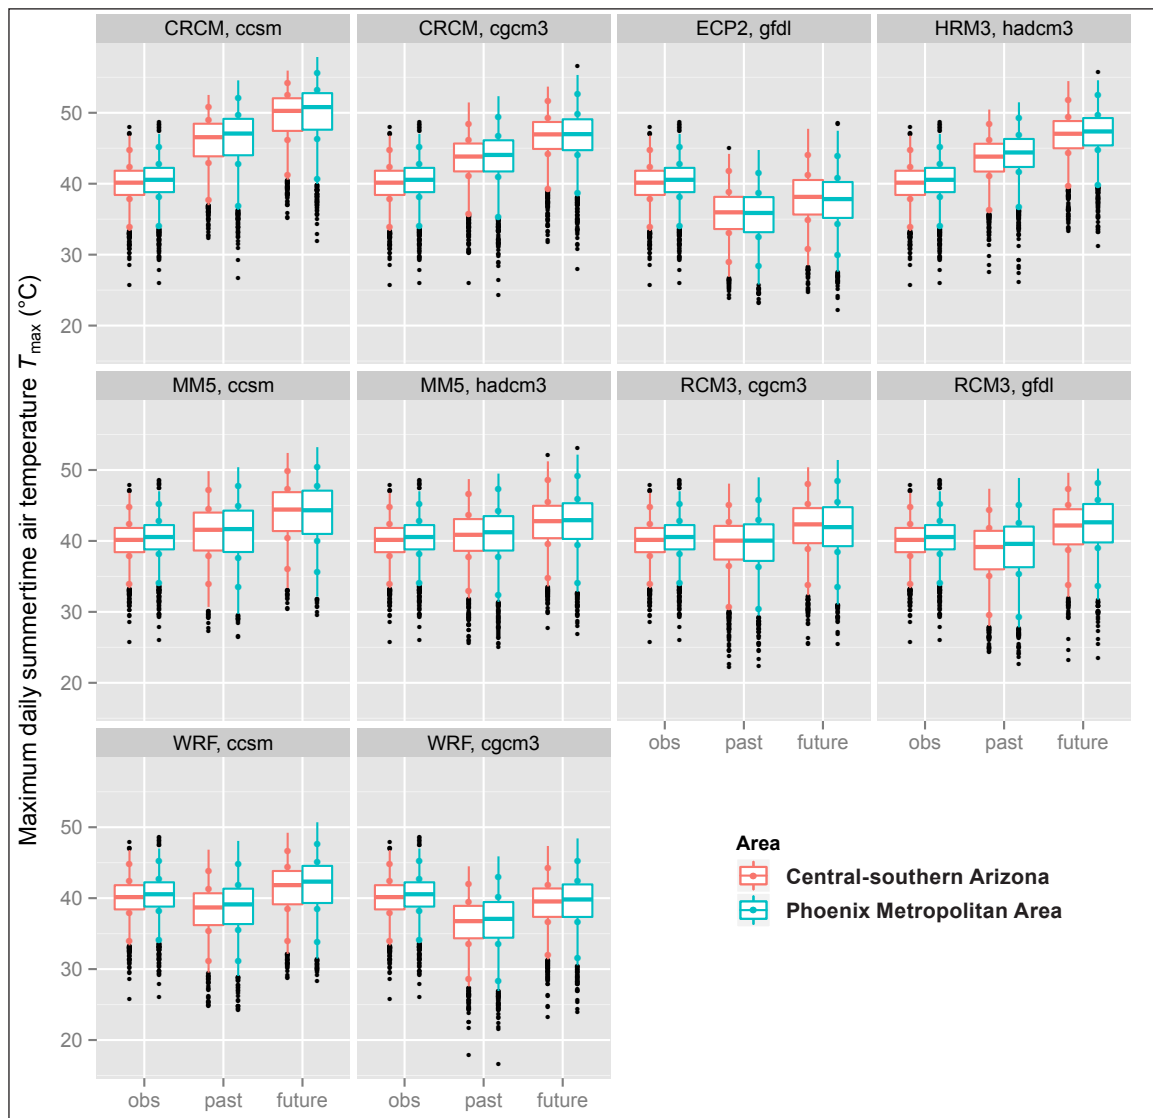 CRCM, ccsm
CRCM, cgcm3
ECP2, gfdl
HRM3, hadcm3
50
40
30
20
MM5, ccsm
MM5, hadcm3
RCM3, cgcm3
RCM3, gfdl
50
40
30
20
obs past future
obs past future
WRF, ccsm
WRF, cgcm3
50
40
30
20
obs past future
obs past future
Maximum daily summertime air temperature Tmax (°C)
Area
Central-southern Arizona
Phoenix Metropolitan Area